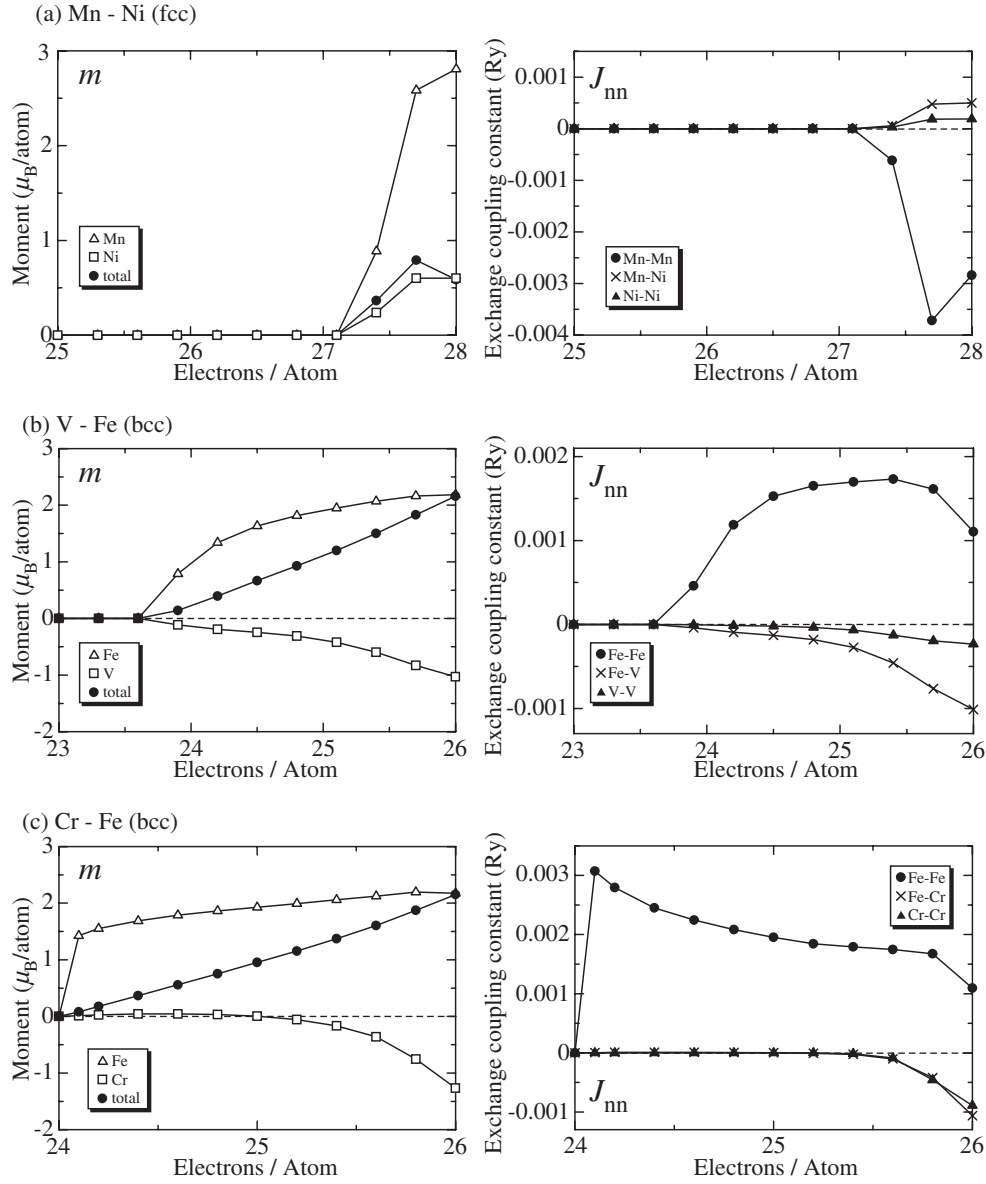 (a) Mn - Ni (fcc)
m
Moment (μB/atom)
3
2
1
0
Mn
Ni
total
25 26 27 28
Electrons / Atom
Jnn
Exchange coupling constant (Ry)
0.001
0
-0.001
-0.002
-0.003
-0.004
Mn-Mn
Mn-Ni
Ni-Ni
25 26 27 28
Electrons / Atom
(b) V - Fe (bcc)
m
Moment (μB/atom)
3
2
1
0
-1
-2
Fe
V
total
23 24 25 26
Electrons / Atom
Jnn
Exchange coupling constant (Ry)
0.002
0.001
0
-0.001
Fe-Fe
Fe-V
V-V
23 24 25 26
Electrons / Atom
(c) Cr - Fe (bcc)
m
Moment (μB/atom)
3
2
1
0
-1
-2
Fe
Cr
total
24 25 26
Electrons / Atom
Exchange coupling constant (Ry)
0.003
0.002
0.001
0
-0.001
Fe-Fe
Fe-Cr
Cr-Cr
Jnn
24 25 26
Electrons / Atom